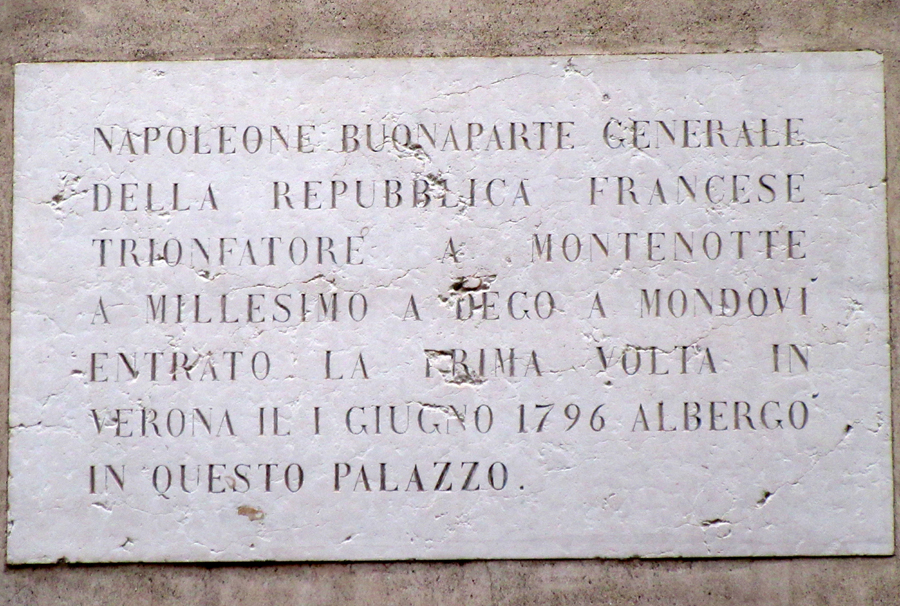 NAPOLEONE BUONAPARTE GENERALE
DELLA REPUBBLICA FRANCESE
TRIONFATORE A MONTENOTTE
A MILLESIMO A DEGO A MONDOVI
ENTRATO LA PRIMA VOLTA IN
VERONA IL I GIUGNO 1796 ALBERGO'
IN QUESTO PALAZZO.